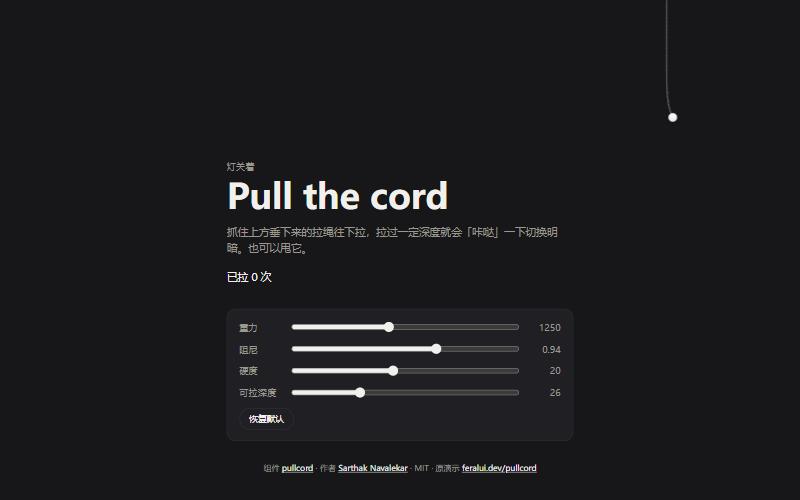 灯关着
Pull the cord
抓住上方垂下来的拉绳往下拉，拉过一定深度就会「咔哒」一下切换明
暗。也可以甩它。
已拉 0 次
重力 1250
阻尼 0.94
硬度 20
可拉深度 26
恢复默认
组件 pullcord · 作者 Sarthak Navalekar · MIT · 原演示 feralui.dev/pullcord